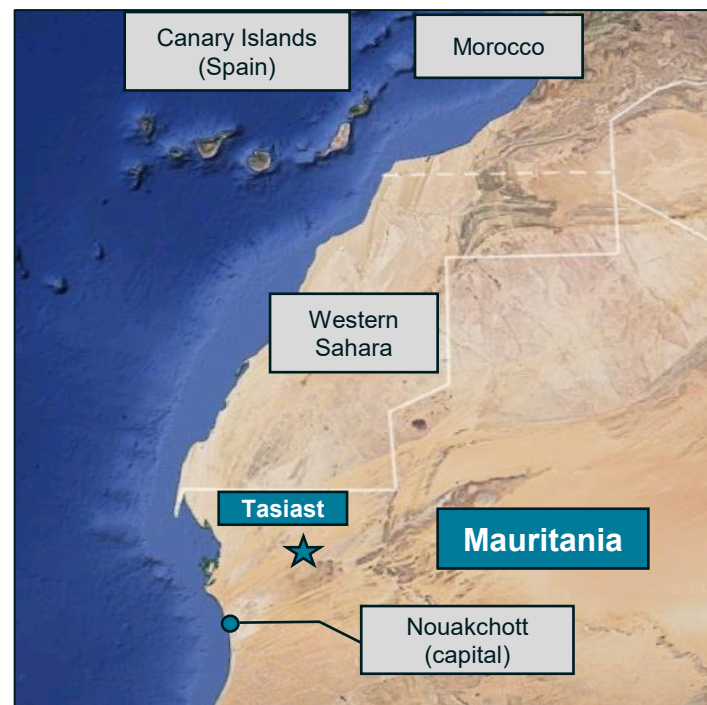 Canary Islands
(Spain)
Morocco
Western
Sahara
Tasiast
Mauritania
Nouakchott
(capital)